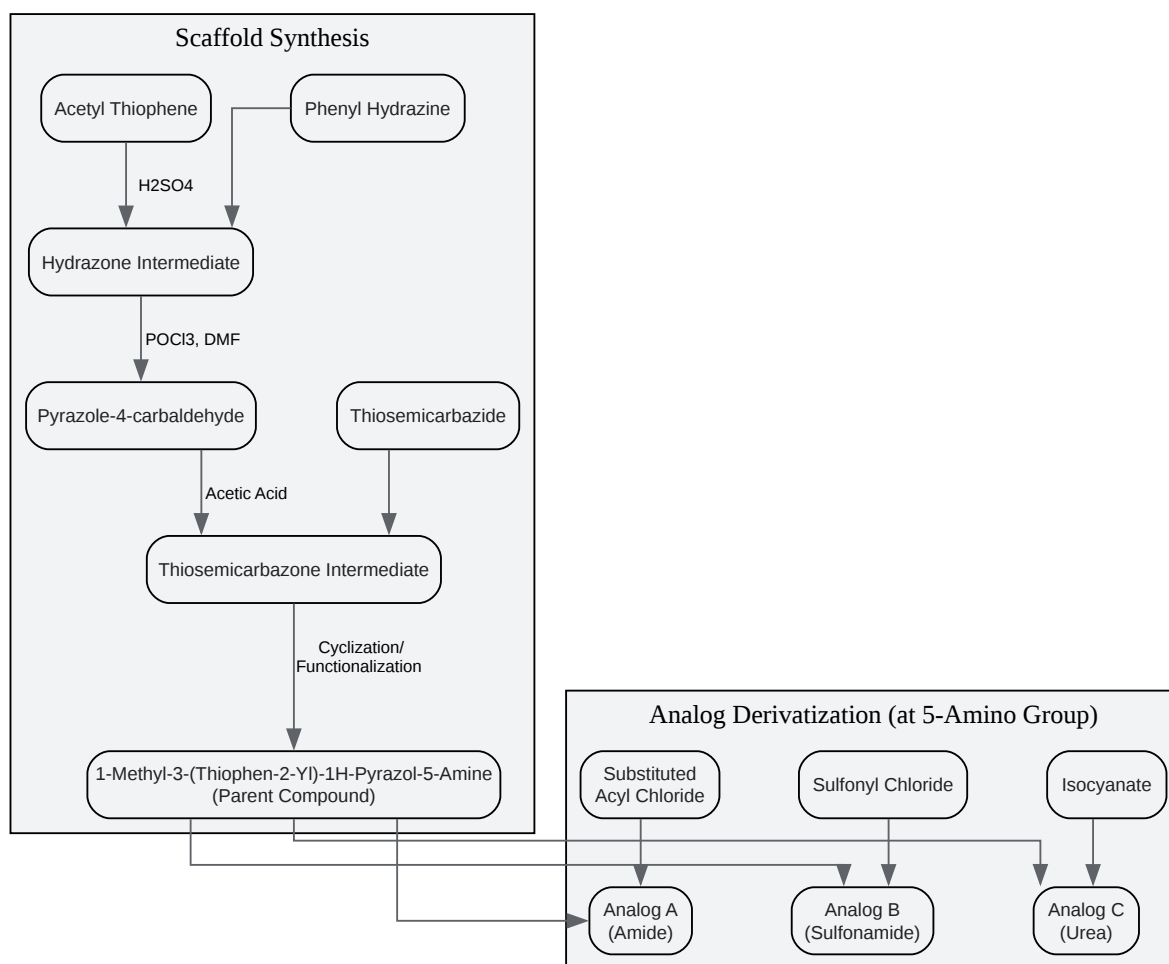 Scaffold Synthesis
Acetyl Thiophene
Phenyl Hydrazine
H2SO4
Hydrazone Intermediate
POCl3, DMF
Pyrazole-4-carbaldehyde
Thiosemicarbazide
Acetic Acid
Thiosemicarbazone Intermediate
Cyclization/
Functionalization
1-Methyl-3-(Thiophen-2-Yl)-1H-Pyrazol-5-Amine
(Parent Compound)
Analog Derivatization (at 5-Amino Group)
Substituted
Acyl Chloride
Sulfonyl Chloride
Isocyanate
Analog A
(Amide)
Analog B
(Sulfonamide)
Analog C
(Urea)